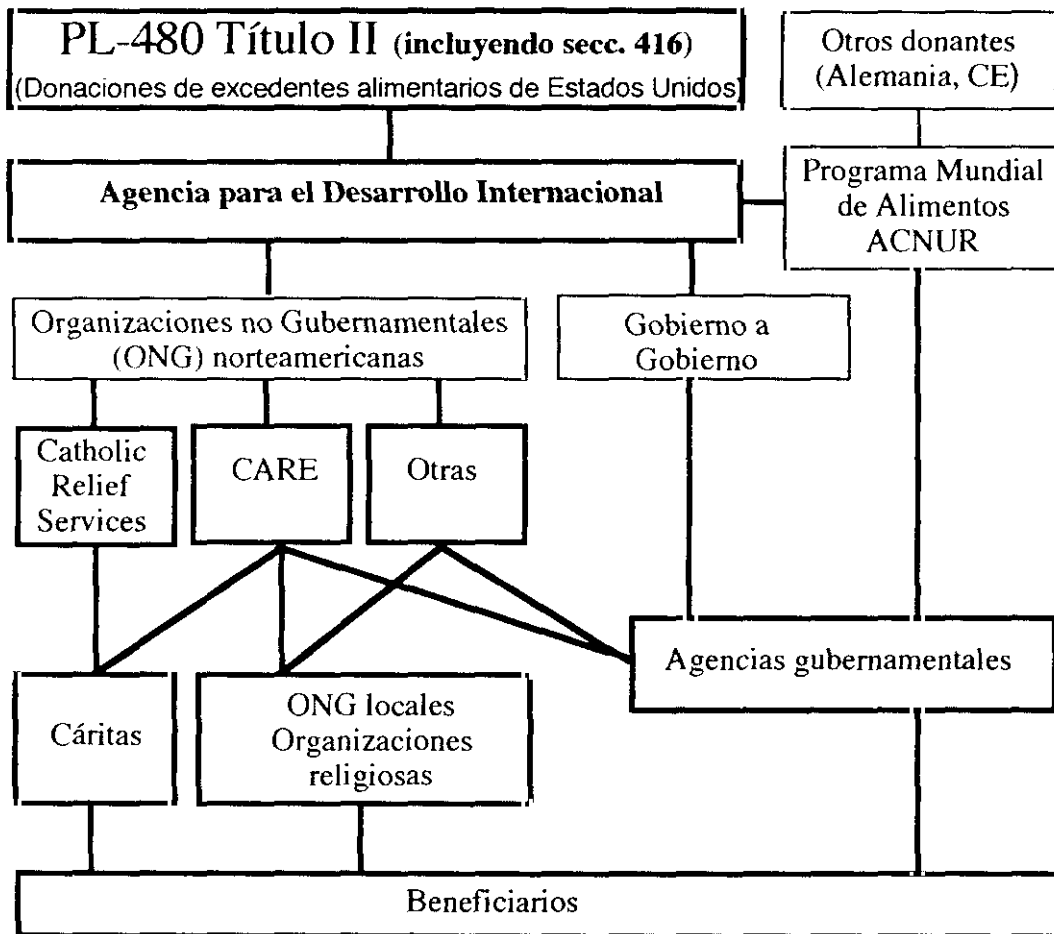 PL-480 Título II (incluyendo secc. 416)
(Donaciones de excedentes alimentarios de Estados Unidos)
Otros donantes
(Alemania, CE)
Agencia para el Desarrollo Internacional
Programa Mundial
de Alimentos
ACNUR
Organizaciones no Gubernamentales
(ONG) norteamericanas
Gobierno a
Gobierno
Catholic
Relief
Services
CARE
Otras
Agencias gubernamentales
Cáritas
ONG locales
Organizaciones
religiosas
Beneficiarios